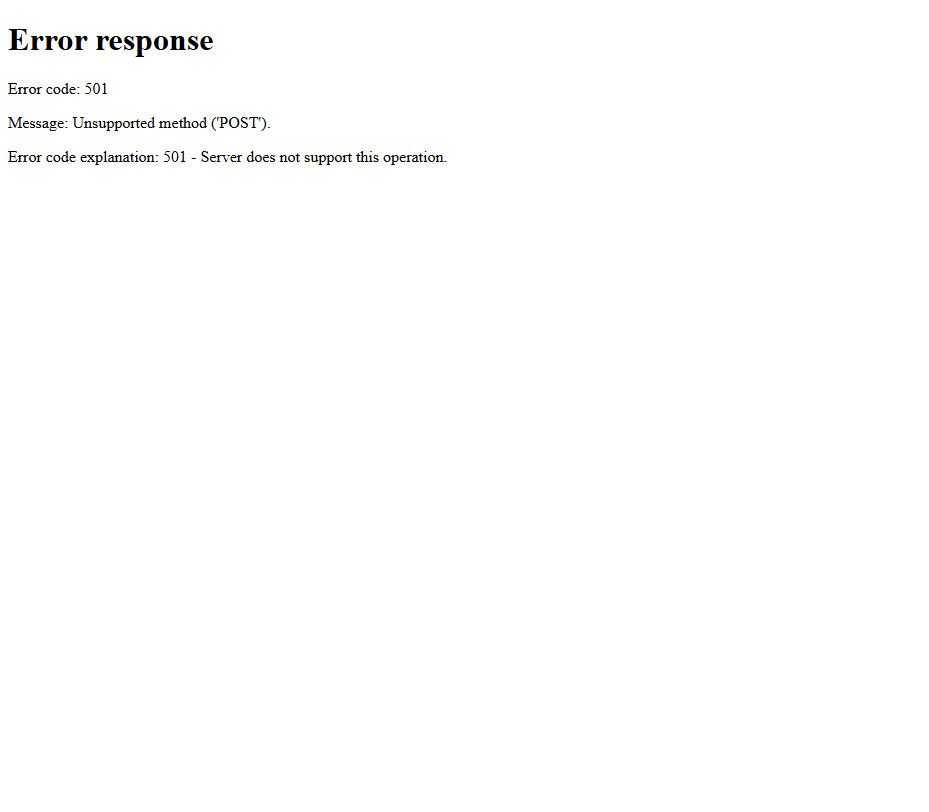 Error response
Error code: 501
Message: Unsupported method ('POST').
Error code explanation: 501 - Server does not support this operation.